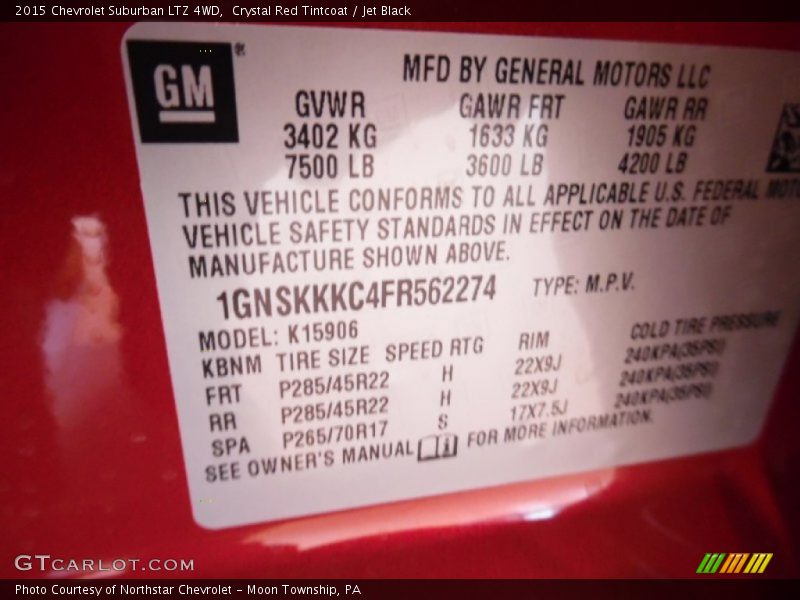 2015 Chevrolet Suburban LTZ 4WD,  Crystal Red Tintcoat / Jet Black
GM ®
MFD BY GENERAL MOTORS LLC
GVWR GAWR FRT GAWR RR
3402 KG 1633 KG 1905 KG
7500 LB 3600 LB 4200 LB
THIS VEHICLE CONFORMS TO ALL APPLICABLE U.S. FEDERAL
VEHICLE SAFETY STANDARDS IN EFFECT ON THE DATE OF
MANUFACTURE SHOWN ABOVE.
1GNSKKKC4FR562274 TYPE: M.P.V.
MODEL: K15906
KBNM TIRE SIZE SPEED RTG RIM COLD TIRE PRESSURE
FRT P285/45R22 H 22X9J 240KPA(35PSI)
RR P285/45R22 H 22X9J 240KPA(35PSI)
SPA P265/70R17 S 17X7.5J 240KPA(35PSI)
SEE OWNER'S MANUAL FOR MORE INFORMATION.
GTCARLOT.COM
Photo Courtesy of Northstar Chevrolet - Moon Township, PA